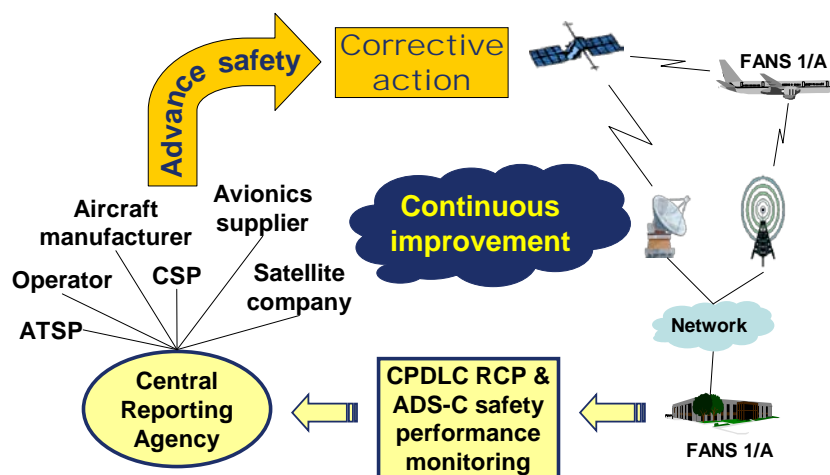 Advance safety
Corrective
action
FANS 1/A
Avionics
supplier
Aircraft
manufacturer
Continuous
improvement
CSP
Operator
Satellite
company
ATSP
Network
Central
Reporting
Agency
CPDLC RCP &
ADS-C safety
performance
monitoring
FANS 1/A